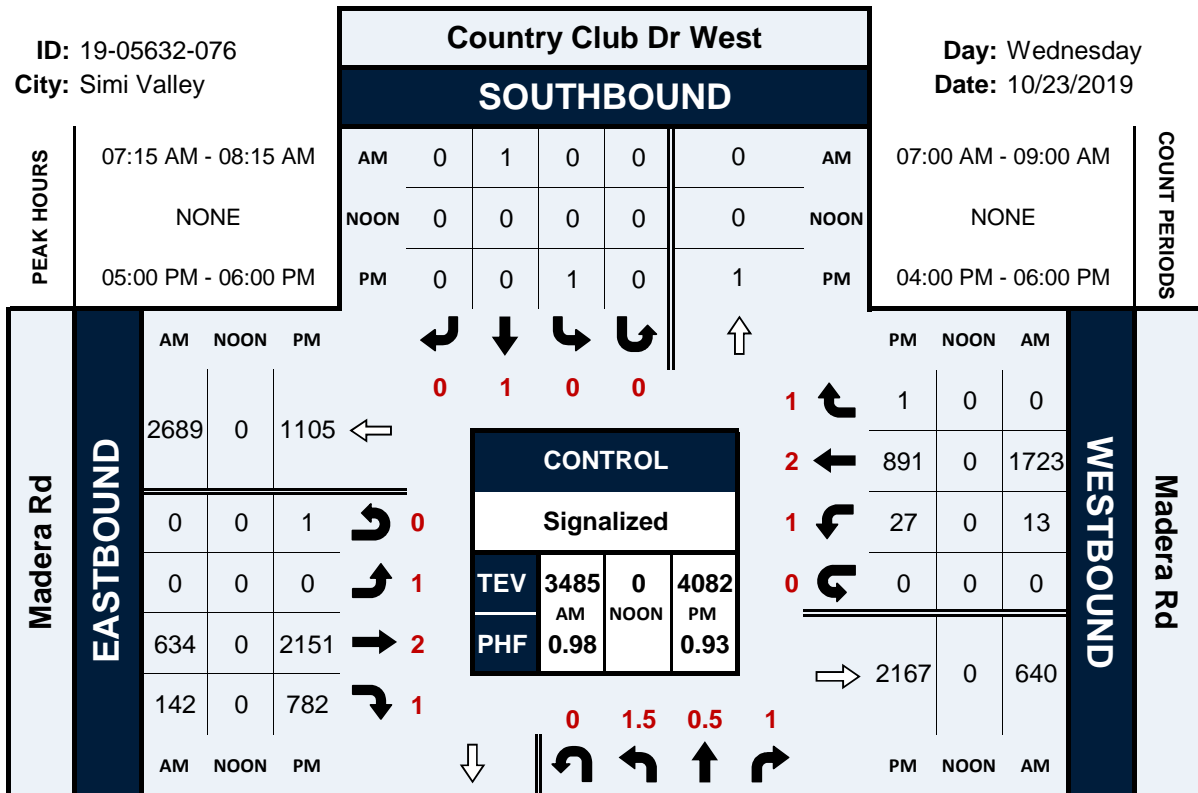 Country Club Dr West
ID: 19-05632-076
Day: Wednesday
City: Simi Valley
Date: 10/23/2019
SOUTHBOUND
PEAK HOURS
07:15 AM - 08:15 AM
AM 0 1 0 0 0 AM
07:00 AM - 09:00 AM
COUNT PERIODS
NONE
NOON 0 0 0 0 0 NOON
NONE
05:00 PM - 06:00 PM
PM 0 0 1 0 1 PM
04:00 PM - 06:00 PM
AM NOON PM
PM NOON AM
0 1 0 0
1 1 0 0
2689 0 1105
2 891 0 1723
CONTROL
Signalized
0 0 1 0
1 27 0 13
0 0 0 1
0 0 0 0
TEV 3485 0 4082
AM NOON PM
PHF 0.98 0.93
634 0 2151 2
142 0 782 1
2167 0 640
0 1.5 0.5 1
AM NOON PM
PM NOON AM
Madera Rd
EASTBOUND
WESTBOUND
Madera Rd